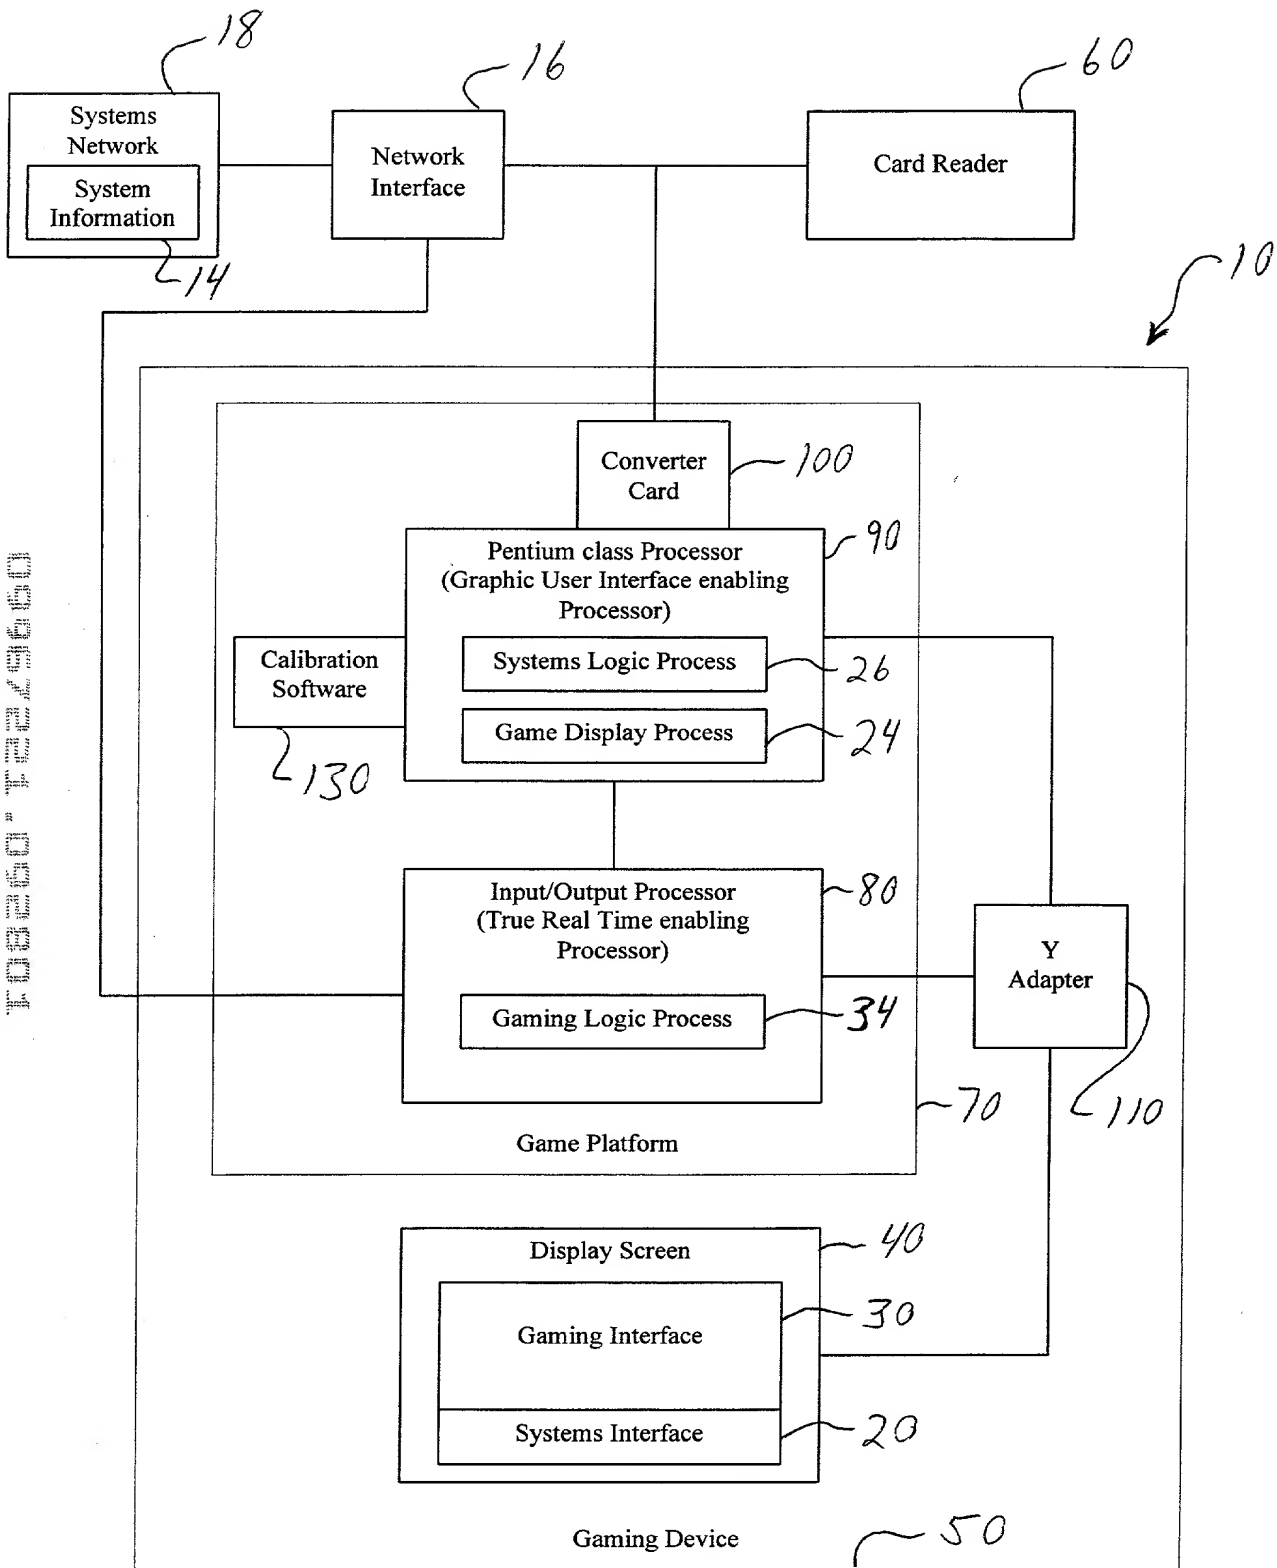 18
16
60
Systems
Network
System
Information
14
Network
Interface
Card Reader
10
Converter
Card
100
90
Pentium class Processor
(Graphic User Interface enabling
Processor)
Systems Logic Process
26
Game Display Process
24
Calibration
Software
130
Input/Output Processor
(True Real Time enabling
Processor)
80
Gaming Logic Process
34
Y
Adapter
110
70
Game Platform
Display Screen
40
Gaming Interface
30
Systems Interface
20
Gaming Device
50